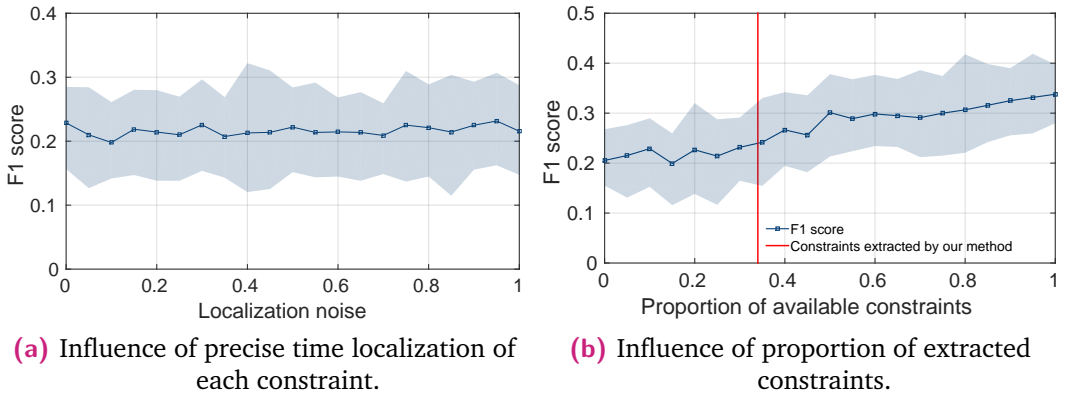 0.4
0.3
0.2
0.1
0
F1 score
0 0.2 0.4 0.6 0.8 1
Localization noise
(a) Influence of precise time localization of
each constraint.
0.5
0.4
0.3
0.2
0.1
0
F1 score
F1 score
Constraints extracted by our method
0 0.2 0.4 0.6 0.8 1
Proportion of available constraints
(b) Influence of proportion of extracted
constraints.